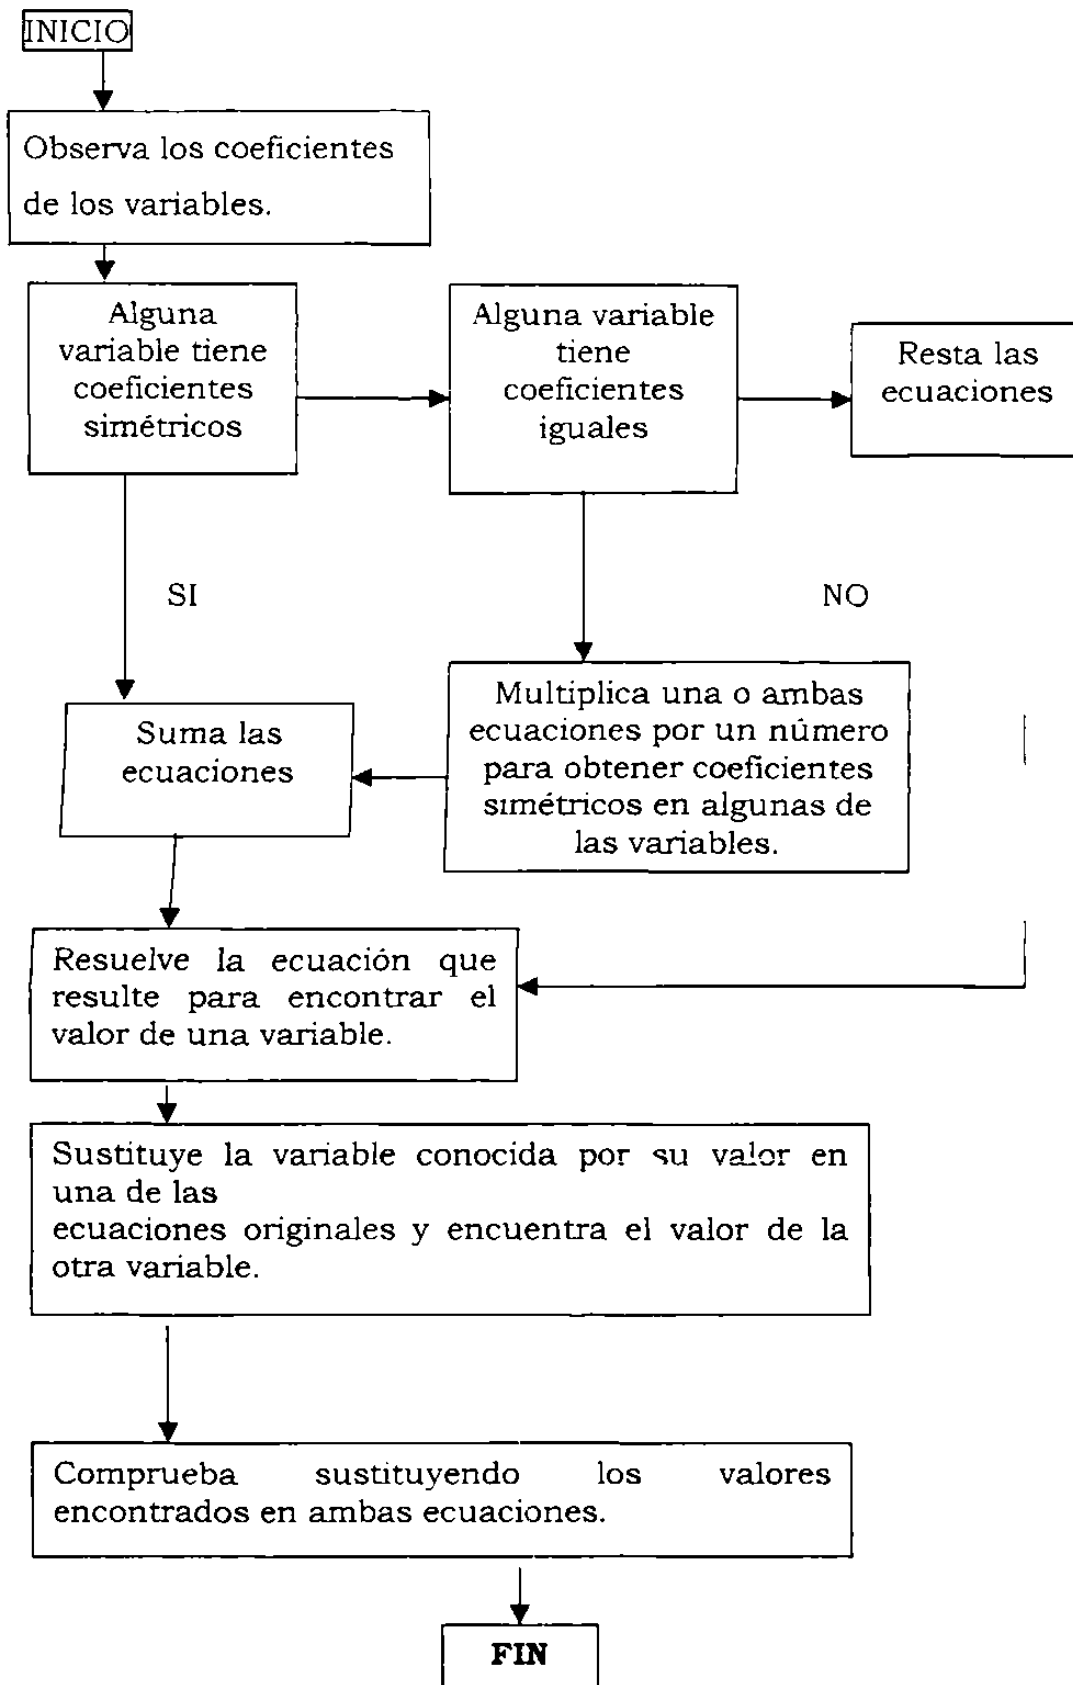 INICIO
Observa los coeficientes
de los variables.
Alguna
variable tiene
coeficientes
simétricos
Alguna variable
tiene
coeficientes
iguales
Resta las
ecuaciones
SI
NO
Multiplica una o ambas
ecuaciones por un número
para obtener coeficientes
simétricos en algunas de
las variables.
Suma las
ecuaciones
Resuelve la ecuación que
resulte para encontrar el
valor de una variable.
Sustituye la variable conocida por su valor en
una de las
ecuaciones originales y encuentra el valor de la
otra variable.
Comprueba sustituyendo los valores
encontrados en ambas ecuaciones.
FIN